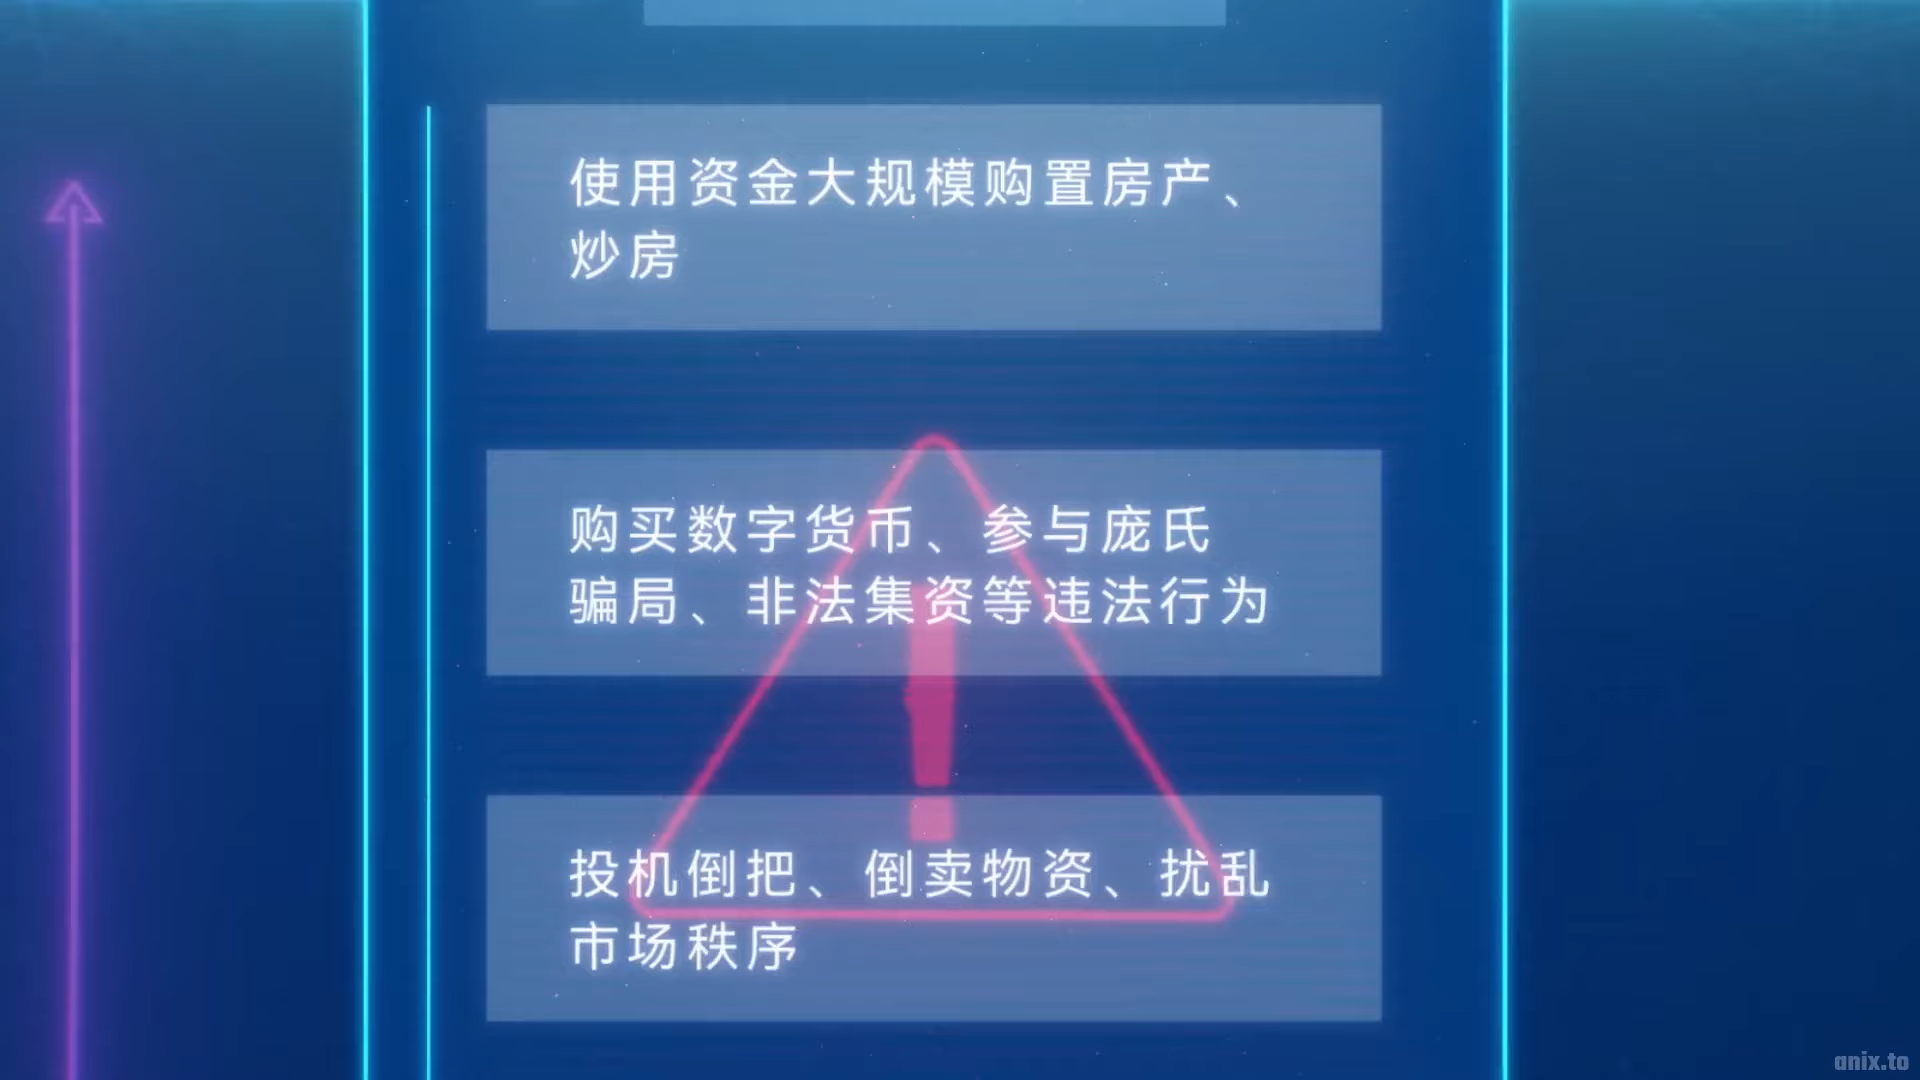 使用资金大规模购置房产、
炒房
购买数字货币、参与庞氏
骗局、非法集资等违法行为
投机倒把、倒卖物资、扰乱
市场秩序
anix.to